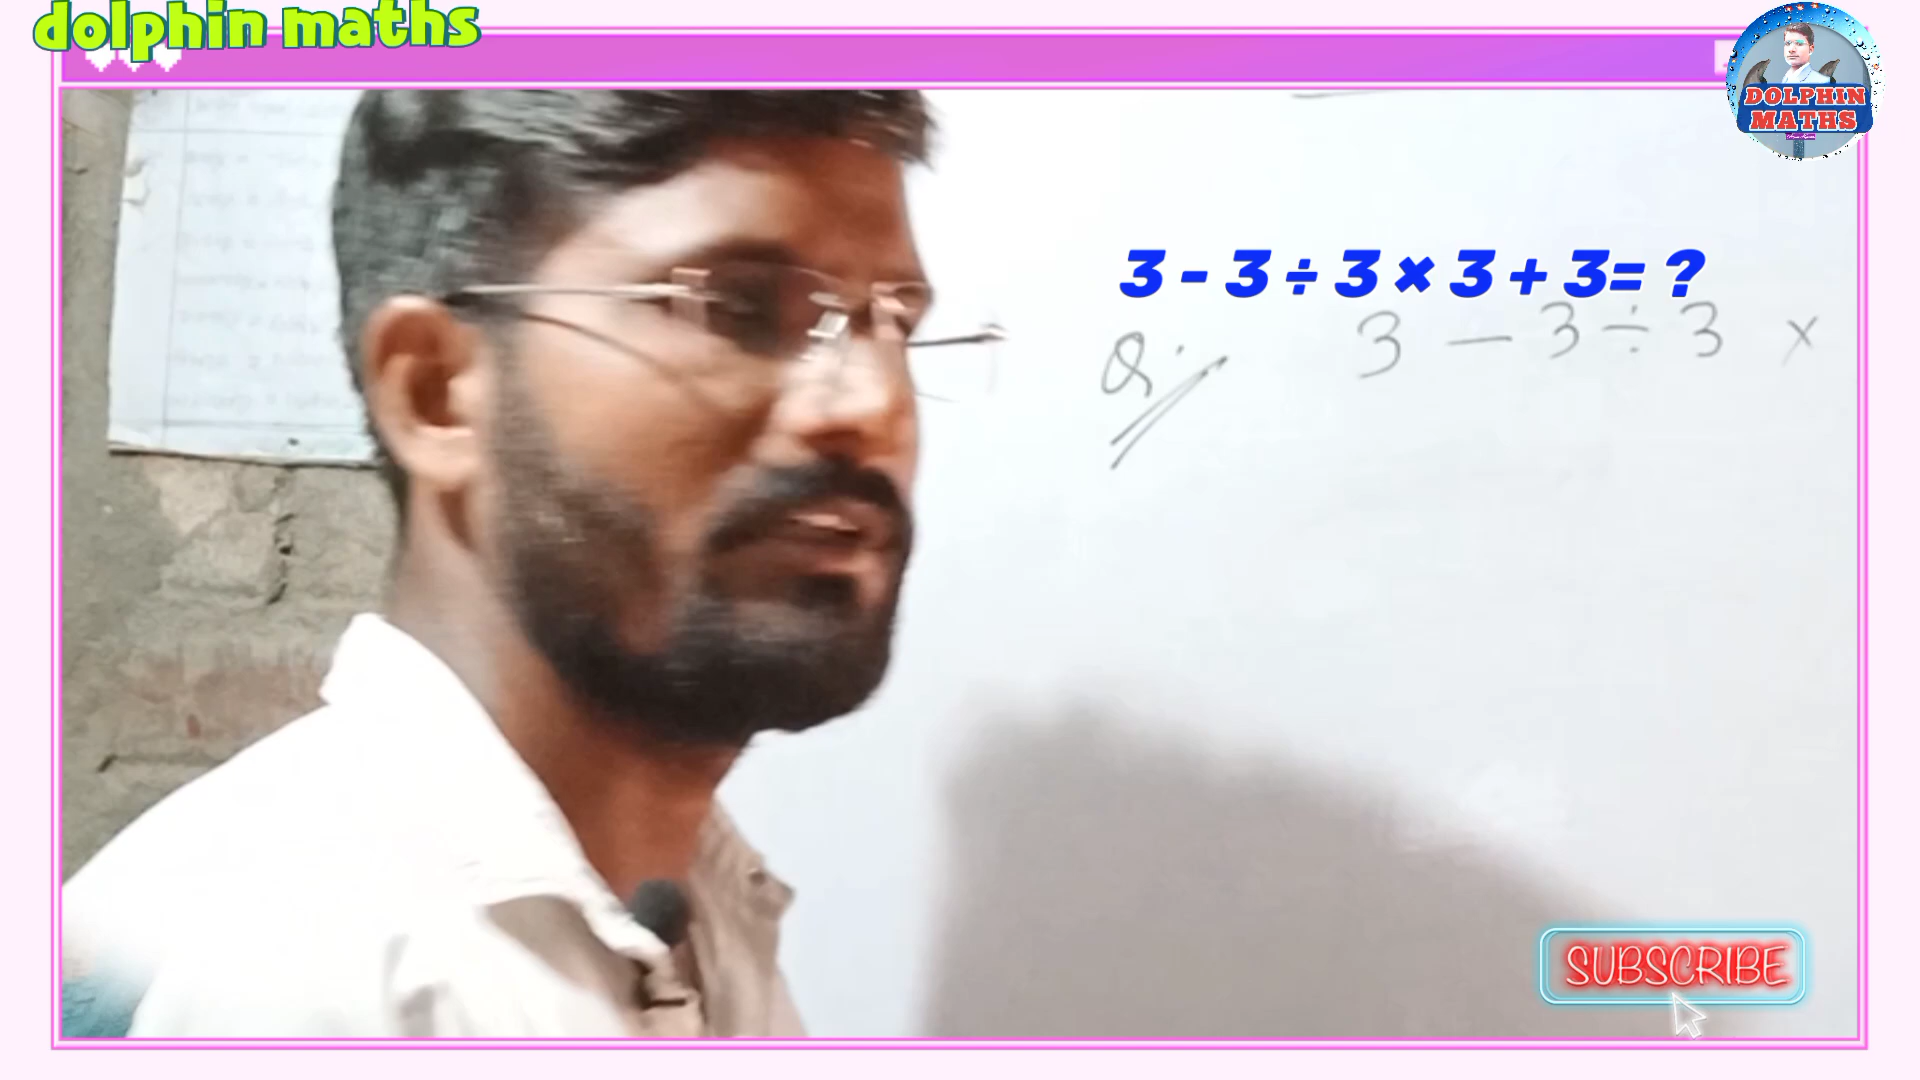 dolphin maths
DOLPHIN
MATHS
3 - 3 ÷ 3 × 3 + 3= ?
Q. 3 - 3 ÷ 3 ×
SUBSCRIBE